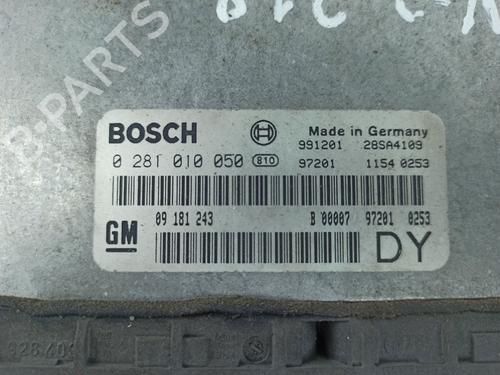 B-PARTS
BOSCH
Made in Germany
991201 28SA4109
0 281 010 050 810
97201 1154 0253
GM
09 181 243 B 00007 97201 0253
DY